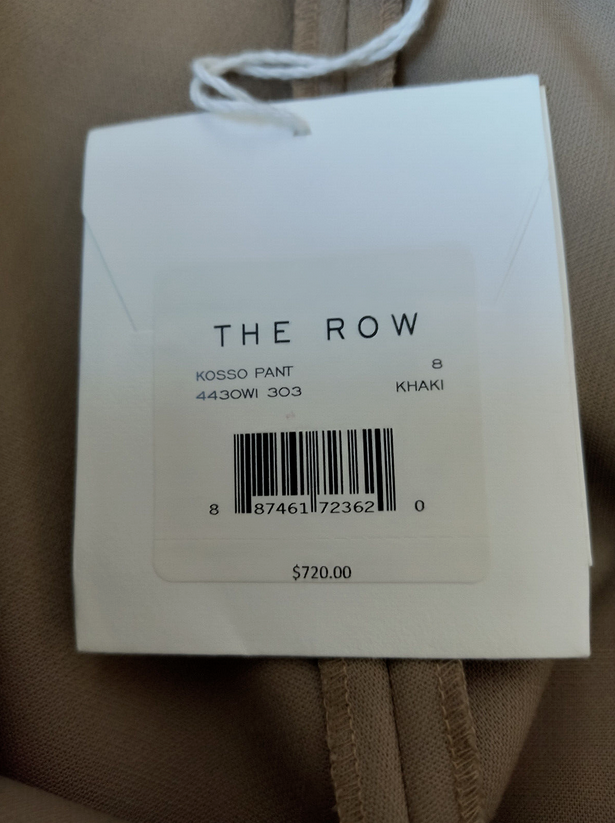 THE ROW
KOSSO PANT 8
4430WI 303 KHAKI
8 87461 72362 0
$720.00